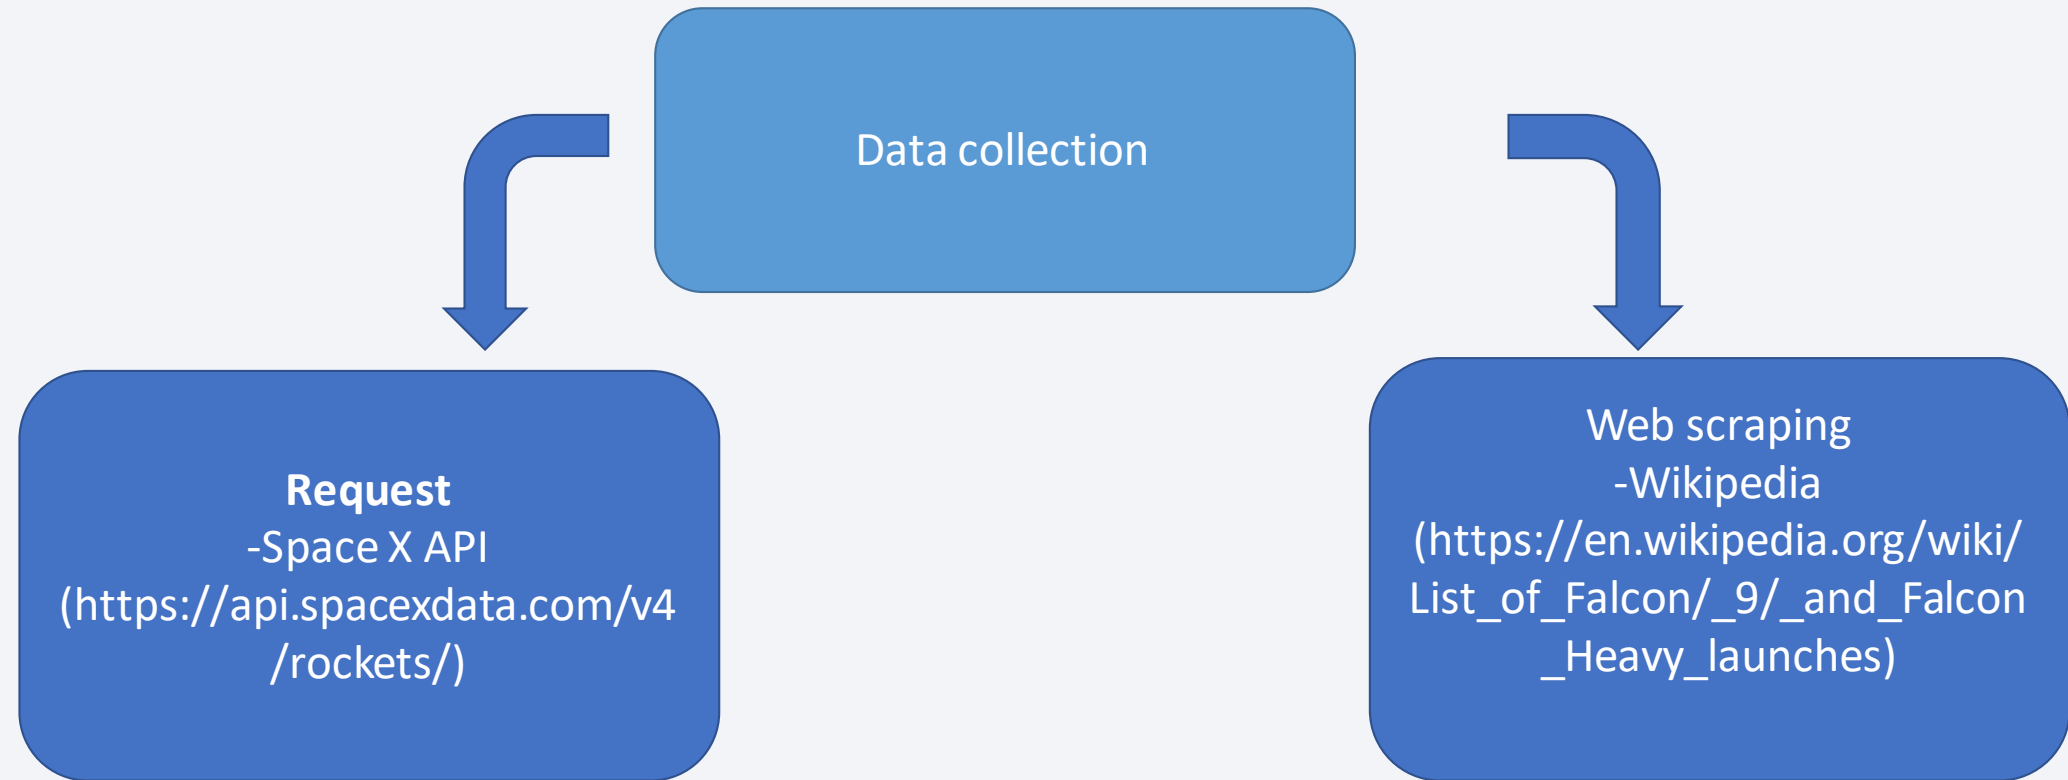 Data collection
Request
-Space X API
(https://api.spacexdata.com/v4
/rockets/)
Web scraping
-Wikipedia
(https://en.wikipedia.org/wiki/
List_of_Falcon/_9/_and_Falcon
_Heavy_launches)